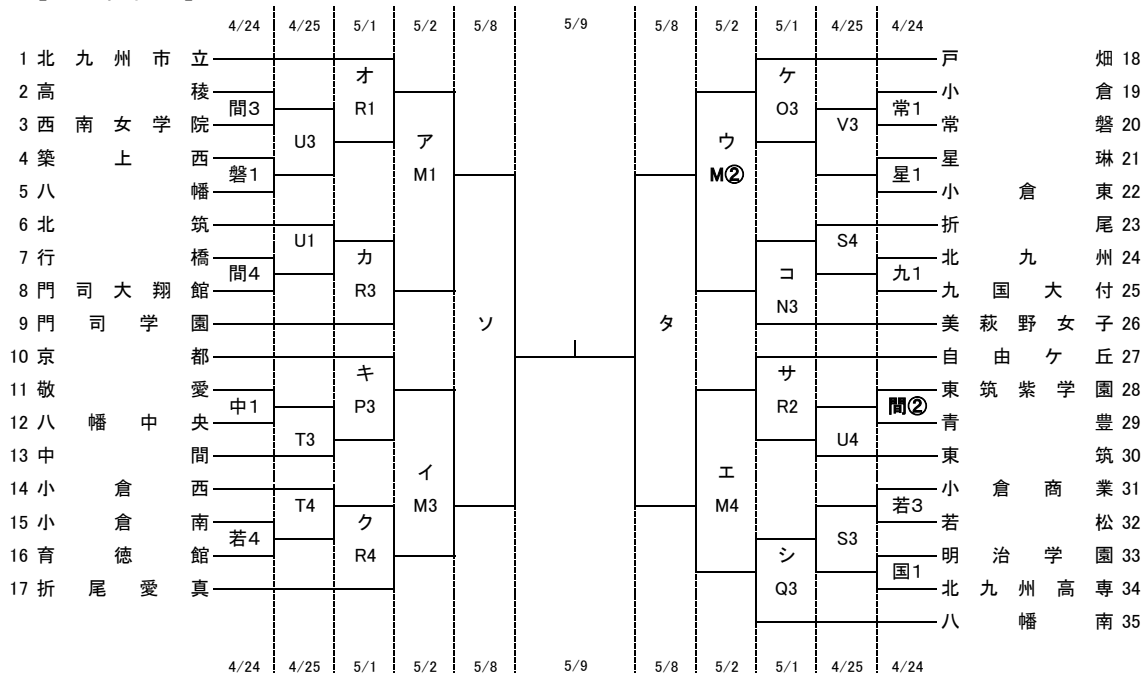 4/24 4/25 5/1 5/2 5/8 5/9 5/8 5/2 5/1 4/25 4/24
1 北九州市立 戸畑 18
オ ケ
2 高稜 小倉 19
間3 R1 ア ウ O3 常1
3 西南女学院 V3 常磐 20
U3
4 築上西 星琳 21
磐1 M1 M② 星1
5 八幡 小倉東 22
6 北筑 折尾 23
U1 S4
7 行橋 カ コ 北九州 24
間4 R3 N3 九1
8 門司大翔館 九国大付 25
9 門司学園 ソ タ 美萩野女子 26
10 京都 自由ケ丘 27
キ サ
11 敬愛 東筑紫学園 28
中1 P3 R2 間②
12 八幡中央 青豊 29
T3 U4
13 中間 東筑 30
イ エ
14 小倉西 小倉商業 31
T4 M3 M4 若3
15 小倉南 ク 若松 32
若4 S3
16 育徳館 R4 シ 明治学園 33
国1
17 折尾愛真 Q3 北九州高専 34
八幡南 35
4/24 4/25 5/1 5/2 5/8 5/9 5/8 5/2 5/1 4/25 4/24